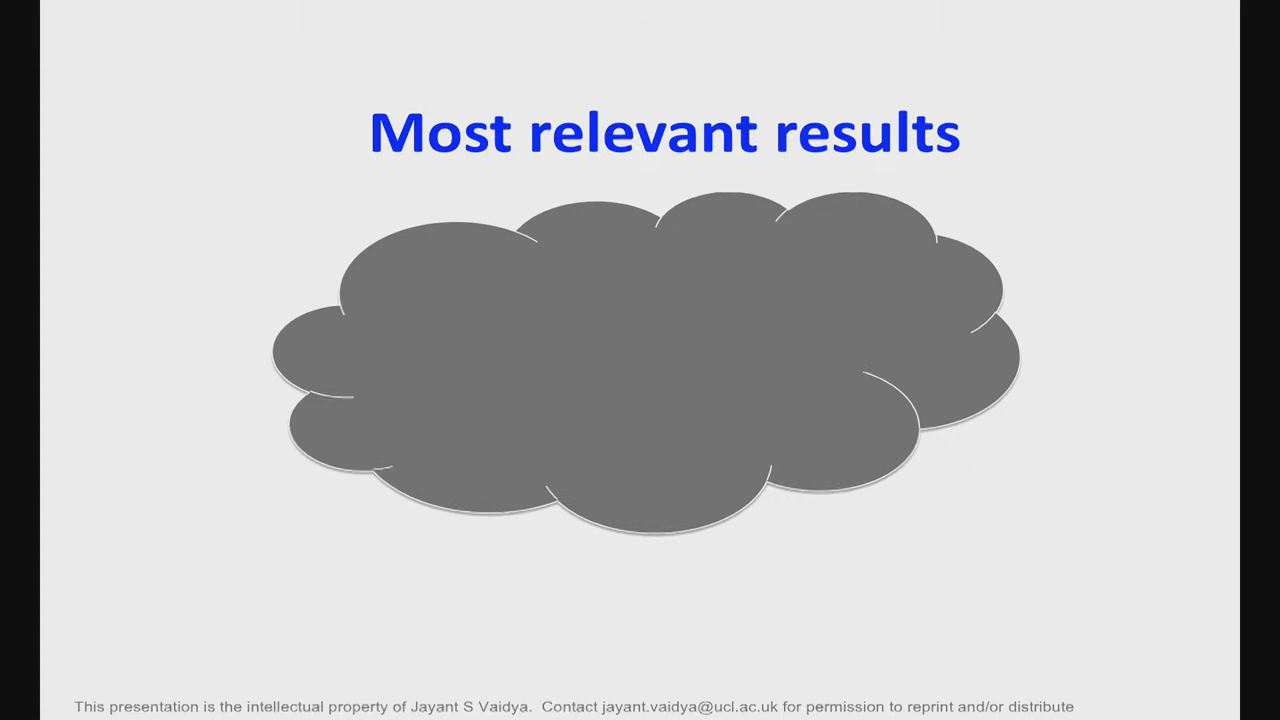 Most relevant results
This presentation is the intellectual property of Jayant S Vaidya.  Contact jayant.vaidya@ucl.ac.uk for permission to reprint and/or distribute